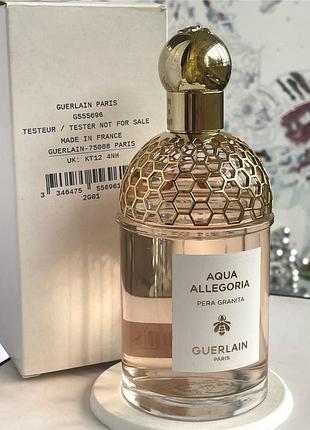 GUERLAIN PARIS
G555696
TESTEUR / TESTER NOT FOR SALE
MADE IN FRANCE
GUERLAIN-75008 PARIS
UK: KT12 4NH
3 346475 556961
2G01
AQUA
ALLEGORIA
PERA GRANITA
GUERLAIN
PARIS